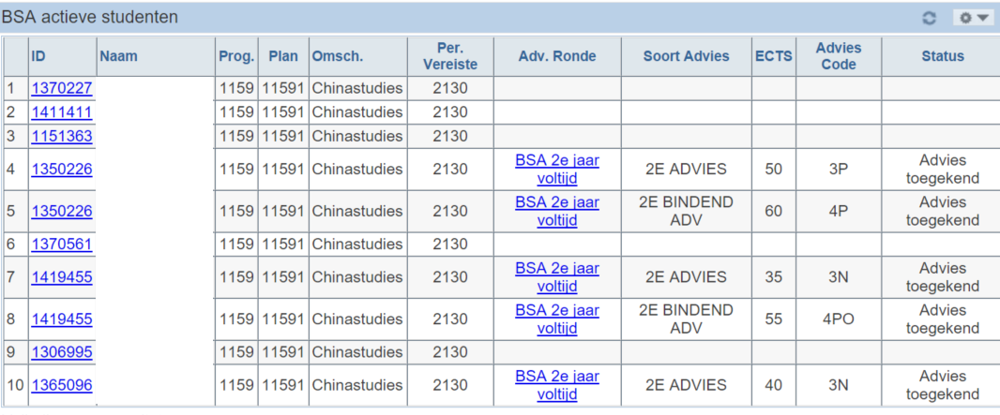 BSA actieve studenten
ID Naam Prog. Plan Omsch. Per. Vereiste Adv. Ronde Soort Advies ECTS Advies Code Status
1 1370227 1159 11591 Chinastudies 2130
2 1411411 1159 11591 Chinastudies 2130
3 1151363 1159 11591 Chinastudies 2130
4 1350226 1159 11591 Chinastudies 2130 BSA 2e jaar voltijd 2E ADVIES 50 3P Advies toegekend
5 1350226 1159 11591 Chinastudies 2130 BSA 2e jaar voltijd 2E BINDEND ADV 60 4P Advies toegekend
6 1370561 1159 11591 Chinastudies 2130
7 1419455 1159 11591 Chinastudies 2130 BSA 2e jaar voltijd 2E ADVIES 35 3N Advies toegekend
8 1419455 1159 11591 Chinastudies 2130 BSA 2e jaar voltijd 2E BINDEND ADV 55 4PO Advies toegekend
9 1306995 1159 11591 Chinastudies 2130
10 1365096 1159 11591 Chinastudies 2130 BSA 2e jaar voltijd 2E ADVIES 40 3N Advies toegekend